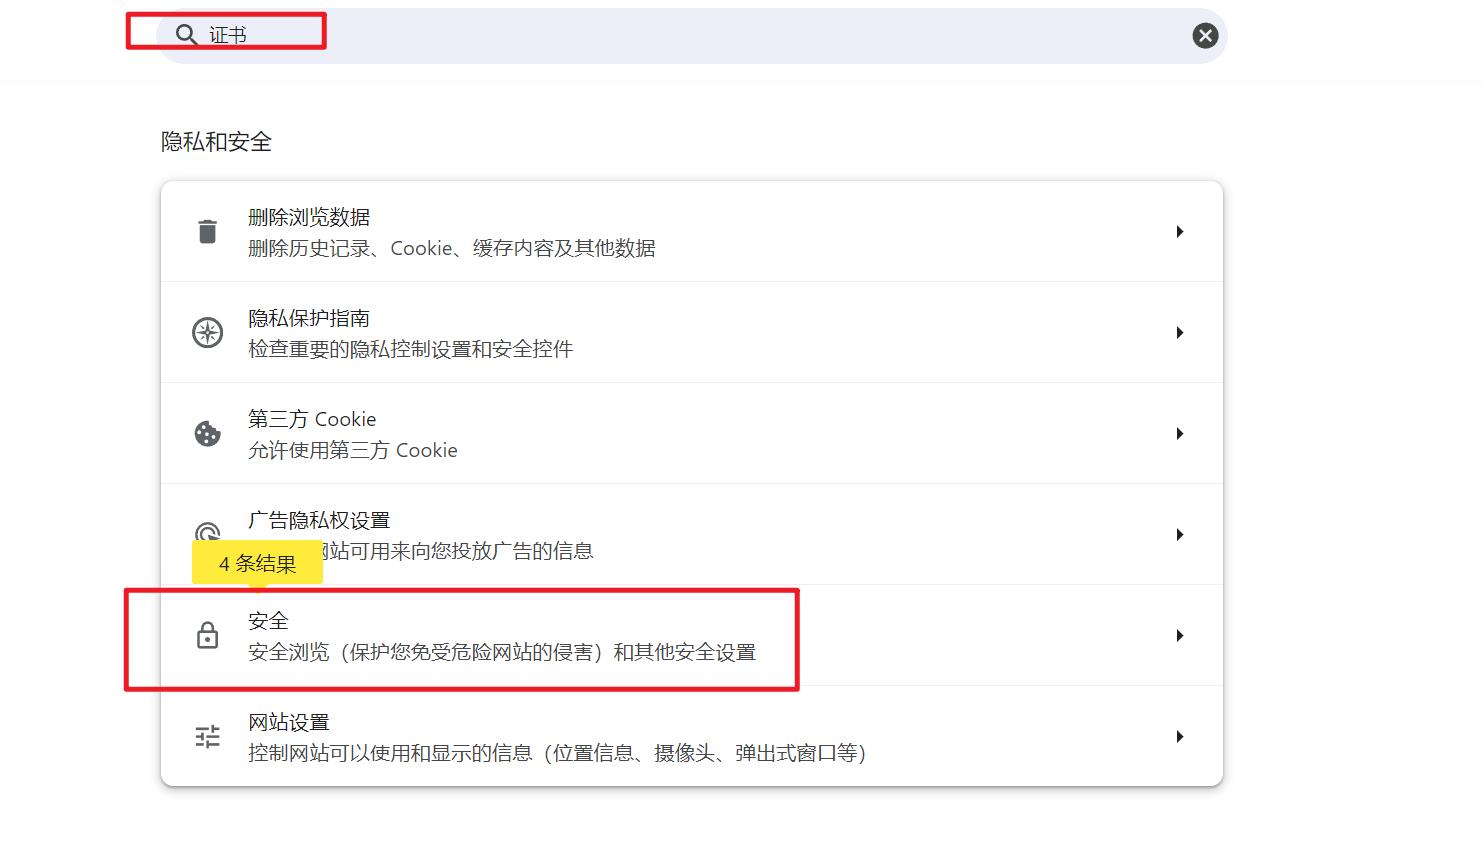 证书
隐私和安全
删除浏览数据
删除历史记录、Cookie、缓存内容及其他数据
隐私保护指南
检查重要的隐私控制设置和安全控件
第三方 Cookie
允许使用第三方 Cookie
广告隐私权设置
网站可用来向您投放广告的信息
4 条结果
安全
安全浏览（保护您免受危险网站的侵害）和其他安全设置
网站设置
控制网站可以使用和显示的信息（位置信息、摄像头、弹出式窗口等）